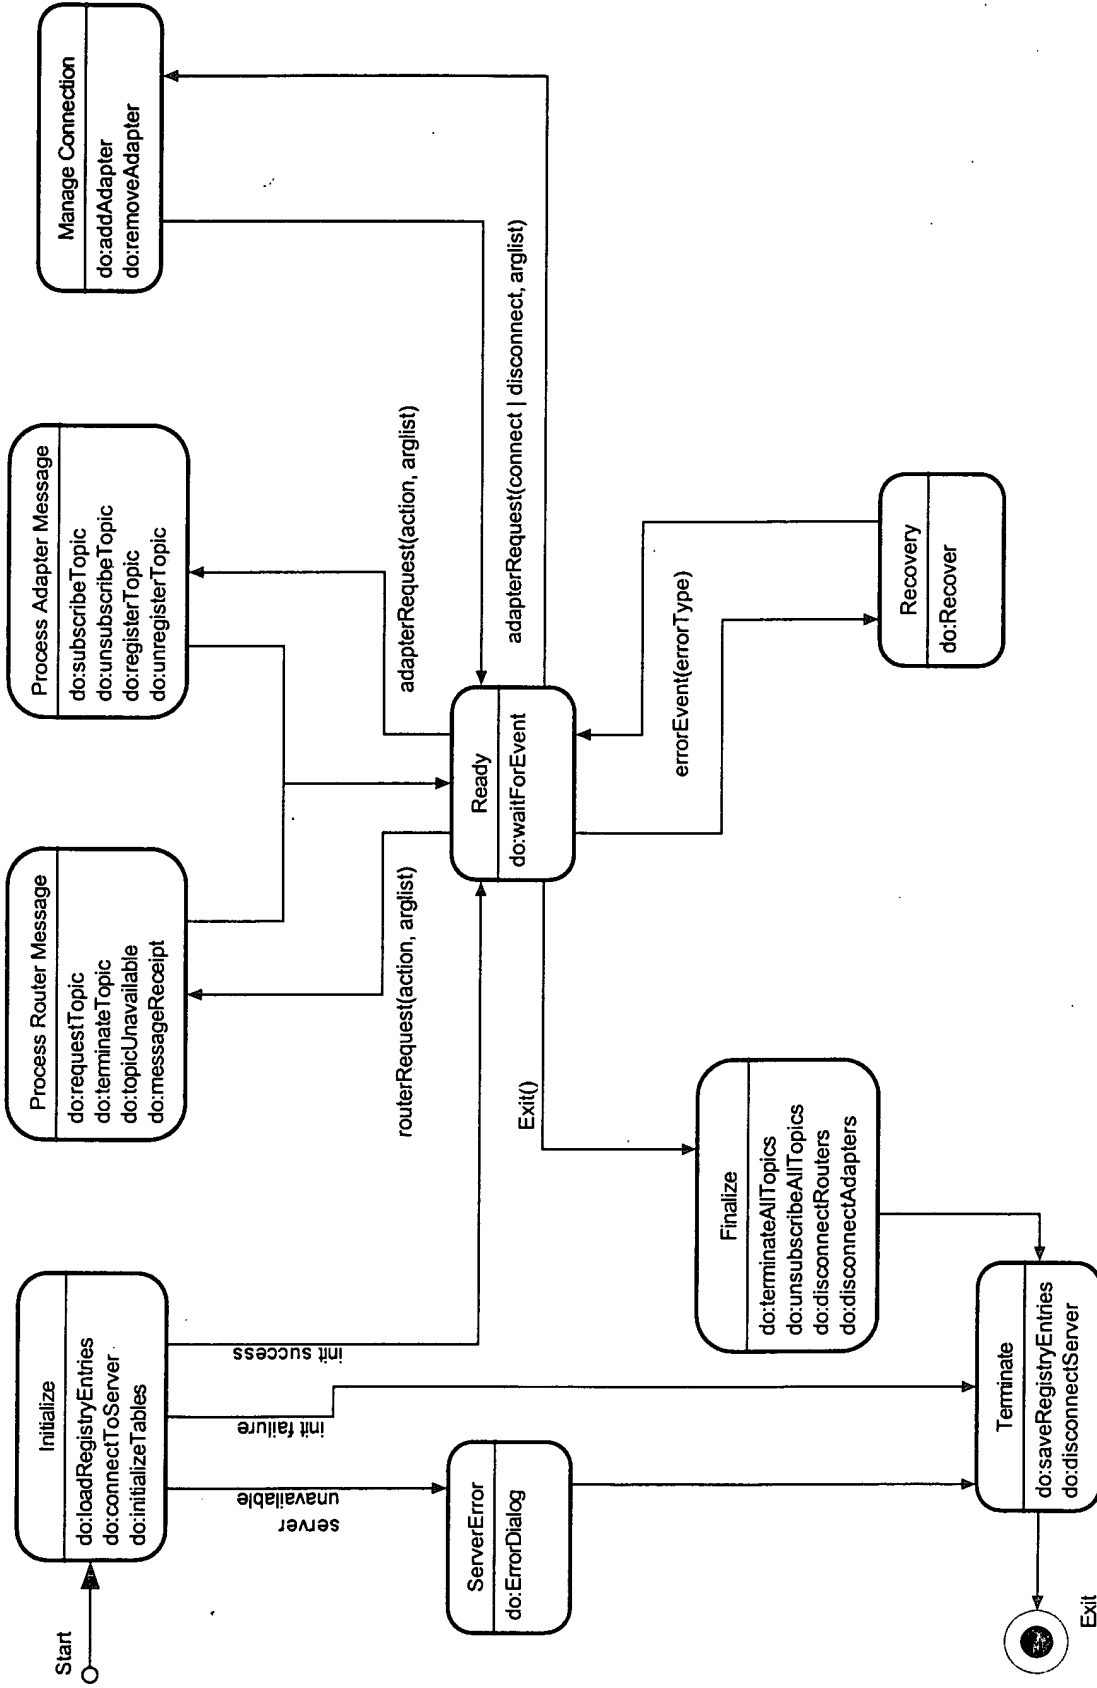 Start
Initialize
do:loadRegistryEntries
do:connectToServer
do:initializeTables
Process Router Message
do:requestTopic
do:terminateTopic
do:topicUnavailable
do:messageReceipt
Process Adapter Message
do:subscribeTopic
do:unsubscribeTopic
do:registerTopic
do:unregisterTopic
Manage Connection
do:addAdapter
do:removeAdapter
server
unavailable
init failure
init success
routerRequest(action, arglist)
adapterRequest(action, arglist)
adapterRequest(connect | disconnect, arglist)
ServerError
do:ErrorDialog
Ready
do:waitForEvent
Exit()
errorEvent(errorType)
Finalize
do:terminateAllTopics
do:unsubscribeAllTopics
do:disconnectRouters
do:disconnectAdapters
Recovery
do:Recover
Terminate
do:saveRegistryEntries
do:disconnectServer
Exit